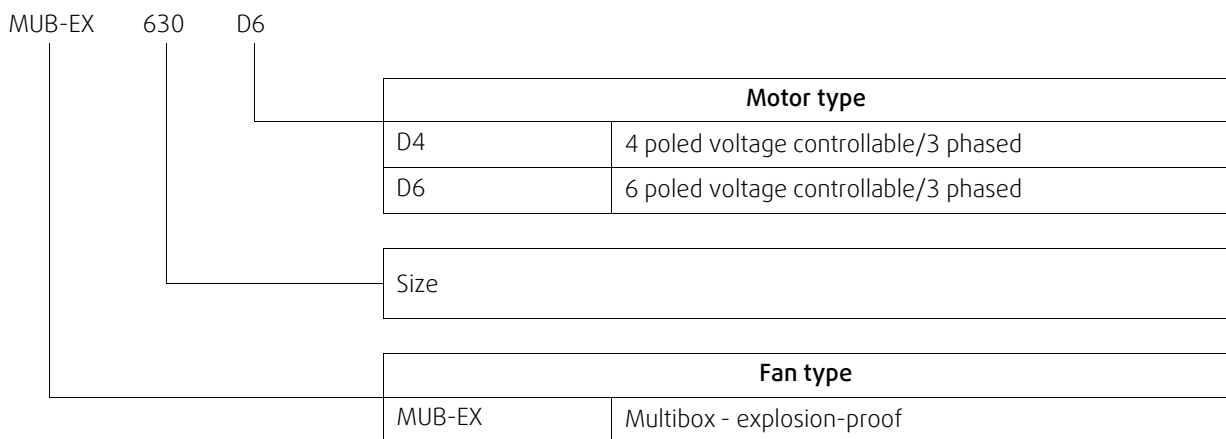 MUB-EX 630 D6
Motor type
D4 4 poled voltage controllable/3 phased
D6 6 poled voltage controllable/3 phased
Size
Fan type
MUB-EX Multibox - explosion-proof